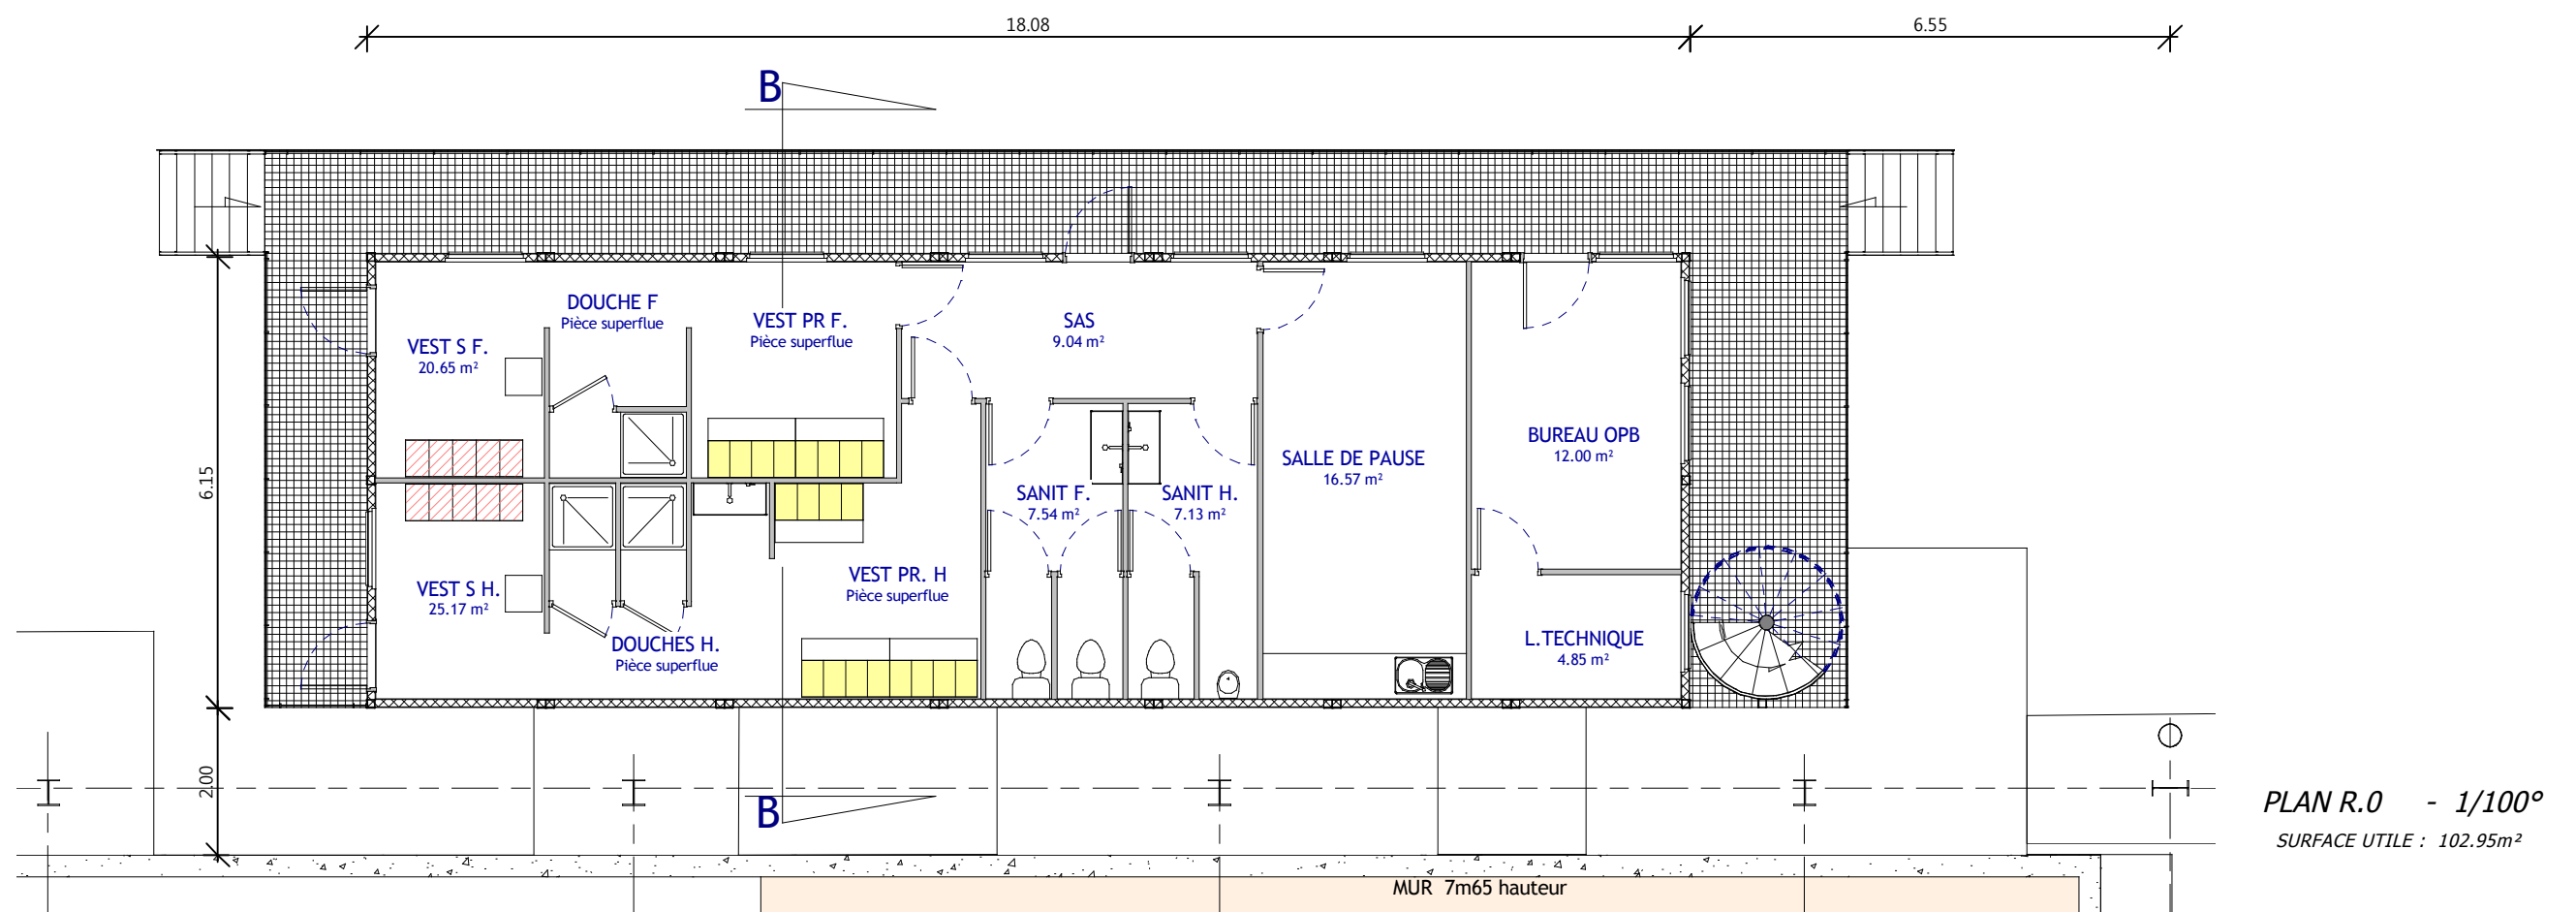 18.08
6.55
B
DOUCHE F
Pièce superflue
VEST PR F.
Pièce superflue
SAS
9.04 m²
VEST S F.
20.65 m²
BUREAU OPB
12.00 m²
SALLE DE PAUSE
16.57 m²
6.15
SANIT F.
7.54 m²
SANIT H.
7.13 m²
VEST PR. H
Pièce superflue
VEST S H.
25.17 m²
DOUCHES H.
Pièce superflue
L.TECHNIQUE
4.85 m²
2.00
B
PLAN R.0 - 1/100°
SURFACE UTILE : 102.95m²
MUR 7m65 hauteur